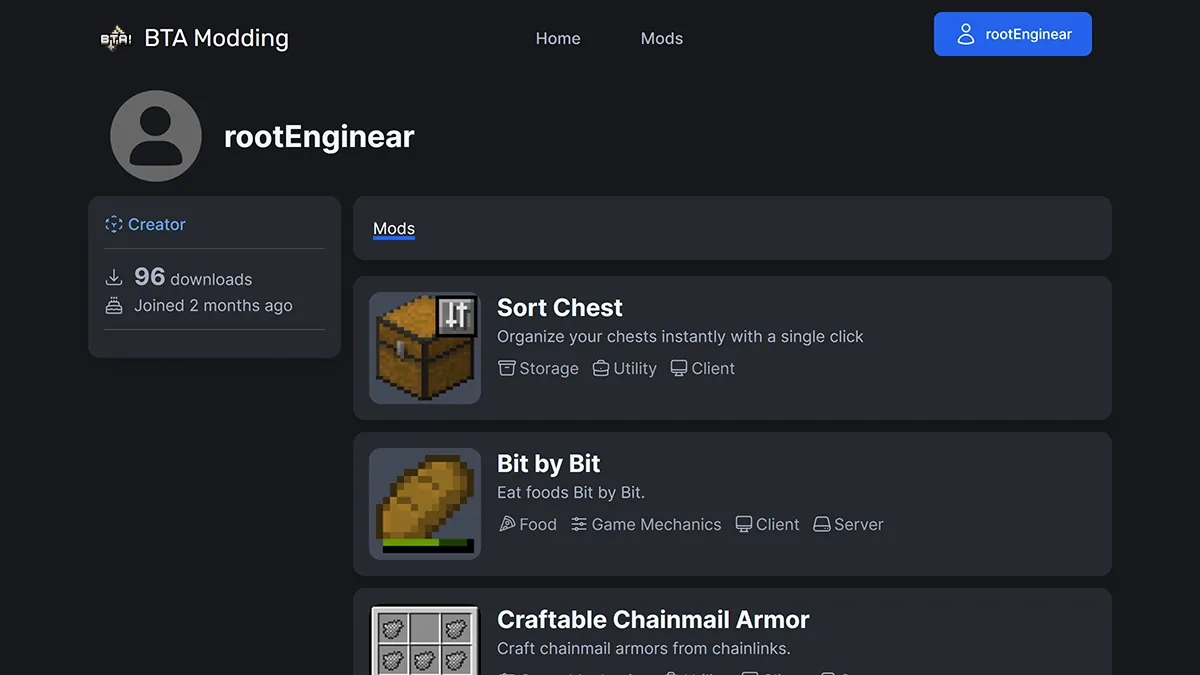 BTA!
BTA Modding
Home
Mods
rootEnginear
rootEnginear
Creator
96 downloads
Joined 2 months ago
Mods
Sort Chest
Organize your chests instantly with a single click
Storage Utility Client
Bit by Bit
Eat foods Bit by Bit.
Food Game Mechanics Client Server
Craftable Chainmail Armor
Craft chainmail armors from chainlinks.